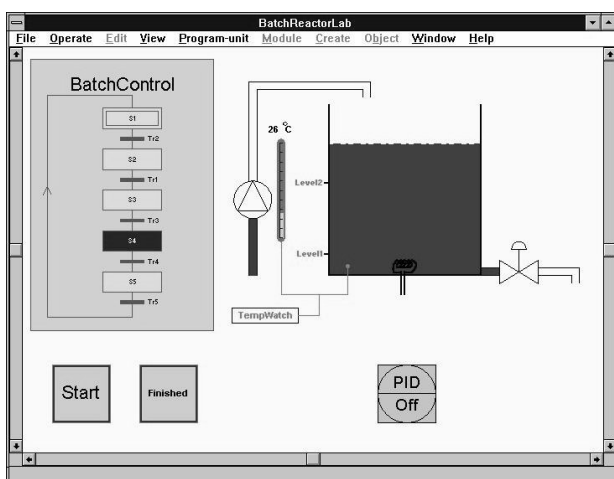 BatchReactorLab
File Operate Edit View Program-unit Module Create Object Window Help
BatchControl
S1
Tr2
S2
Tr1
S3
Tr3
S4
Tr4
S5
Tr5
26 °C
Level2
Level1
TempWatch
Start
Finished
PID
Off